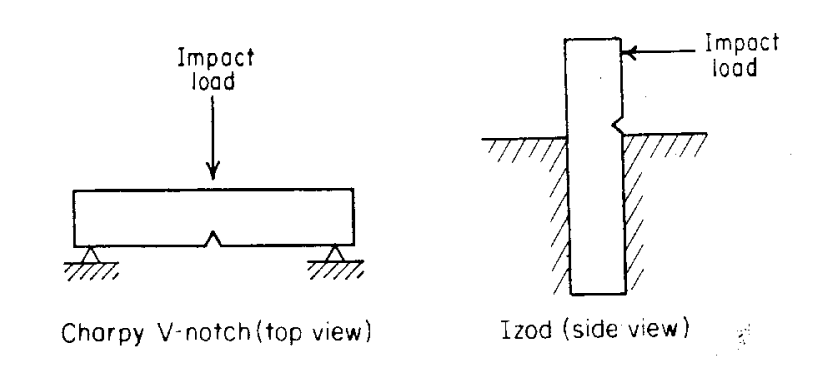 Impact
load
Impact
load
Charpy V-notch (top view)
Izod (side view)